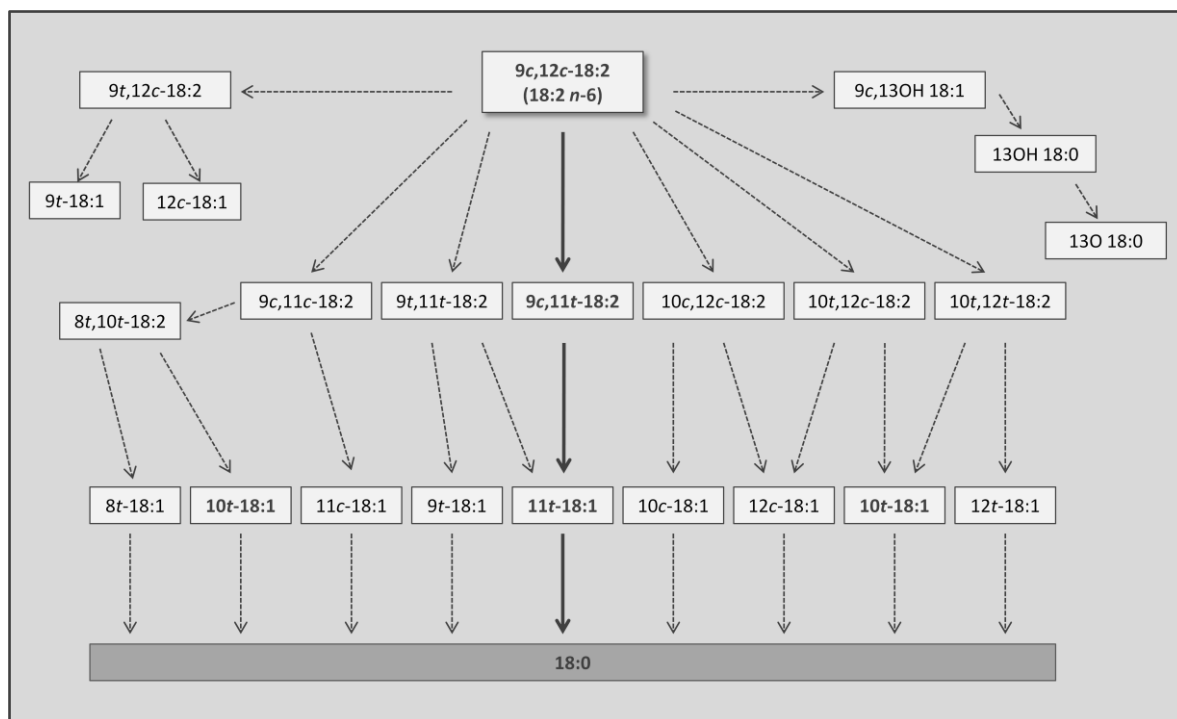 9c,12c-18:2
(18:2 n-6)
9t,12c-18:2
9c,13OH 18:1
13OH 18:0
9t-18:1
12c-18:1
13O 18:0
9c,11c-18:2
9t,11t-18:2
9c,11t-18:2
10c,12c-18:2
10t,12c-18:2
10t,12t-18:2
8t,10t-18:2
8t-18:1
10t-18:1
11c-18:1
9t-18:1
11t-18:1
10c-18:1
12c-18:1
10t-18:1
12t-18:1
18:0